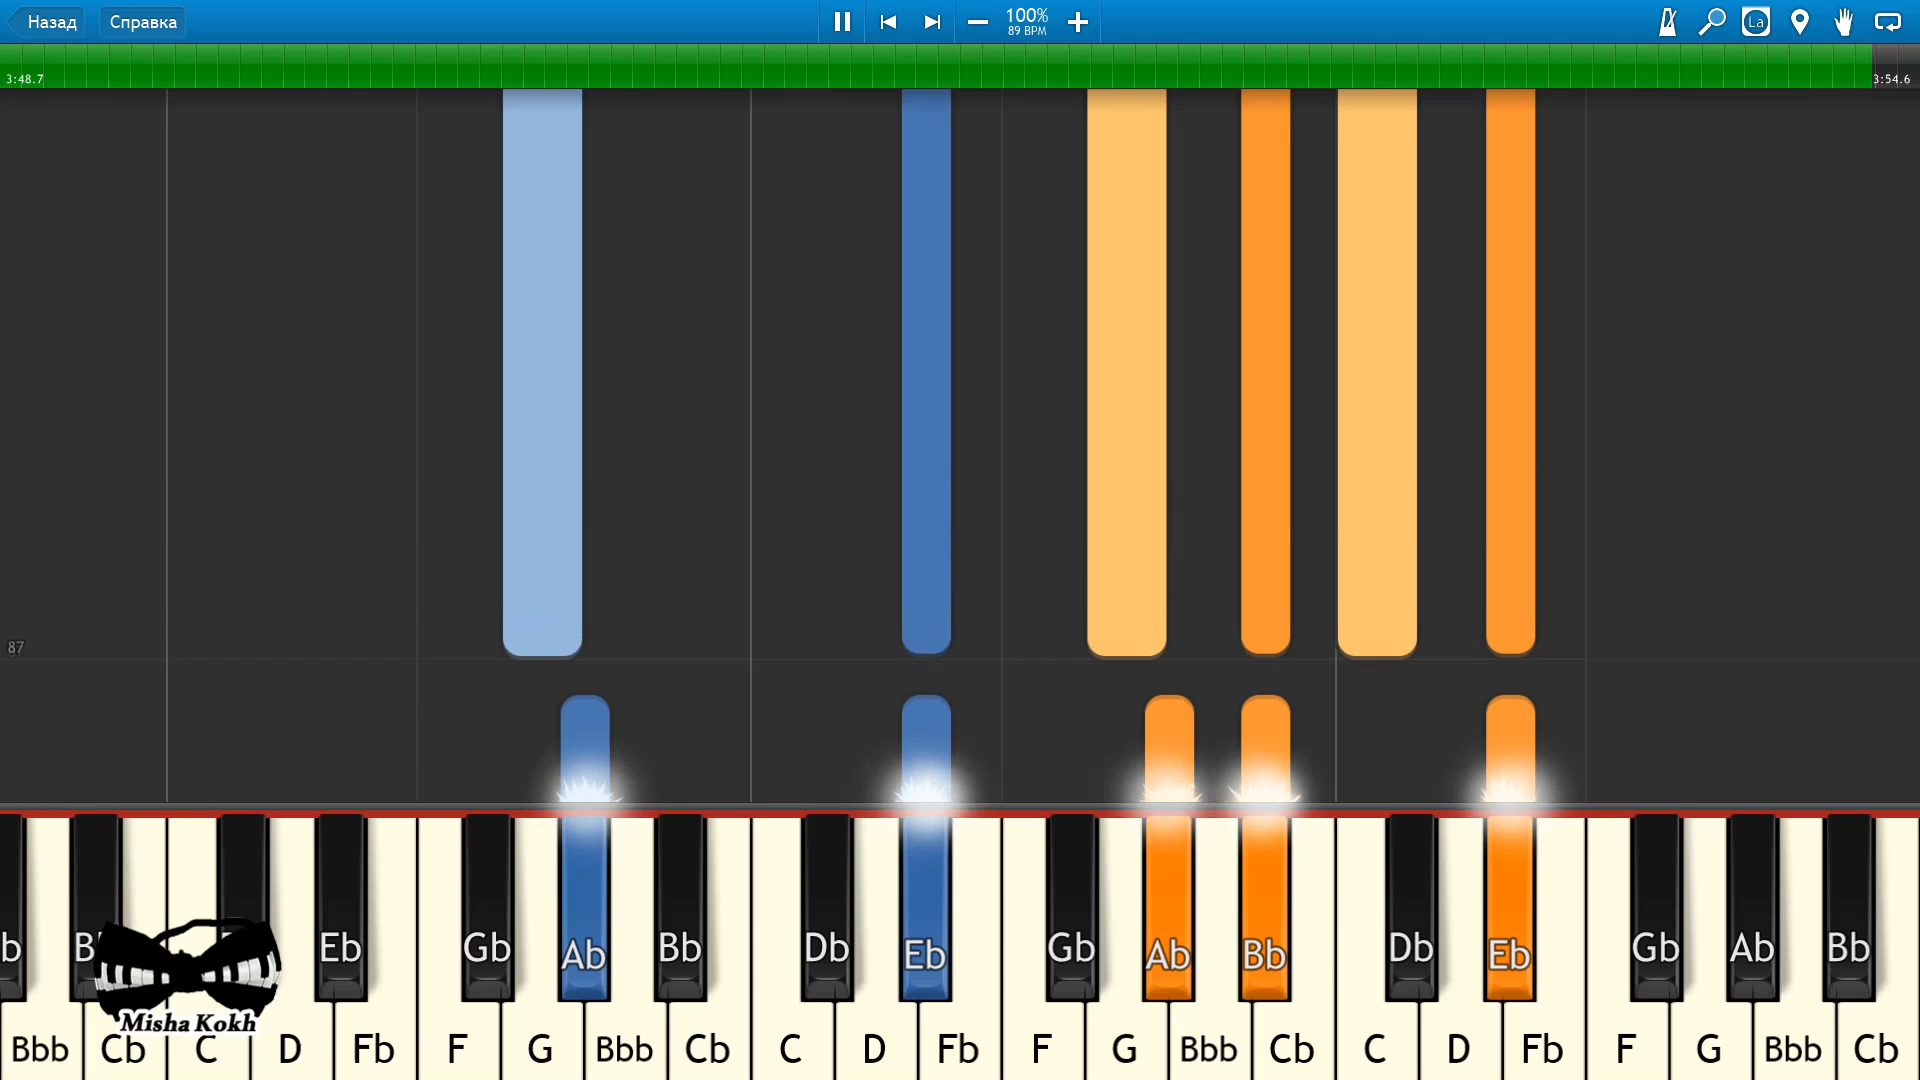 Назад Справка 100% La
89 BPM
3:48.7 3:54.6
87
b Eb Gb Ab Bb Db Eb Gb Ab Bb Db Eb Gb Ab Bb
Misha Kokh
Bbb Cb C D Fb F G Bbb Cb C D Fb F G Bbb Cb C D Fb F G Bbb Cb